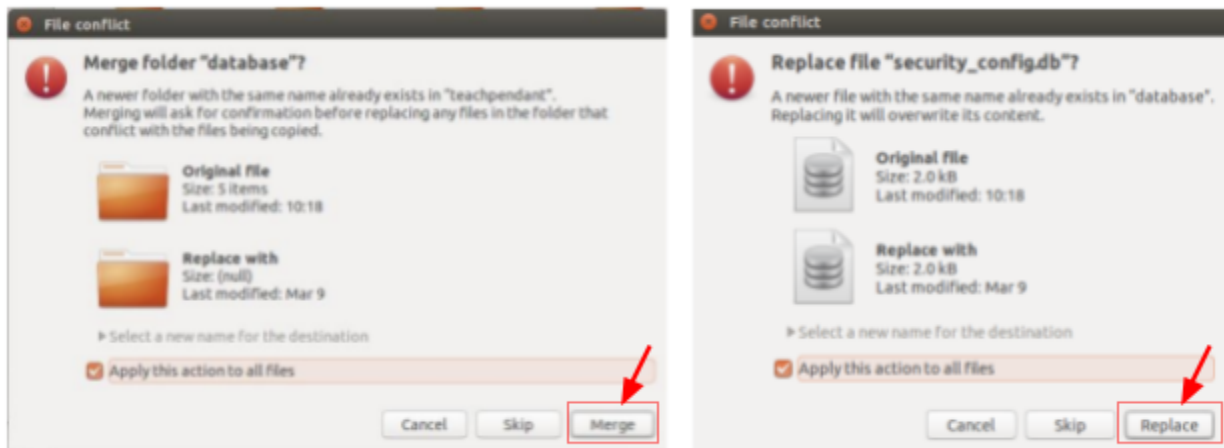 File conflict
Merge folder "database"?
A newer folder with the same name already exists in "teachpendant".
Merging will ask for confirmation before replacing any files in the folder that
conflict with the files being copied.
Original file
Size: 5 items
Last modified: 10:18
Replace with
Size: (null)
Last modified: Mar 9
Select a new name for the destination
Apply this action to all files
Cancel Skip Merge
File conflict
Replace file "security_config.db"?
A newer file with the same name already exists in "database".
Replacing it will overwrite its content.
Original file
Size: 2.0 kB
Last modified: 10:18
Replace with
Size: 2.0 kB
Last modified: Mar 9
Select a new name for the destination
Apply this action to all files
Cancel Skip Replace